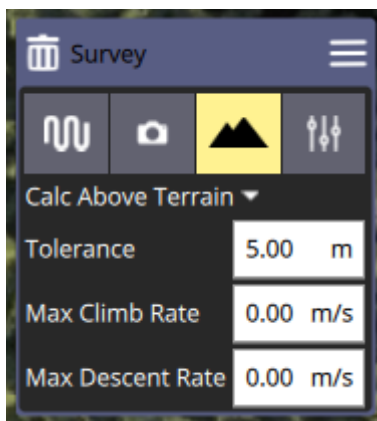 Survey
Calc Above Terrain
Tolerance 5.00 m
Max Climb Rate 0.00 m/s
Max Descent Rate 0.00 m/s